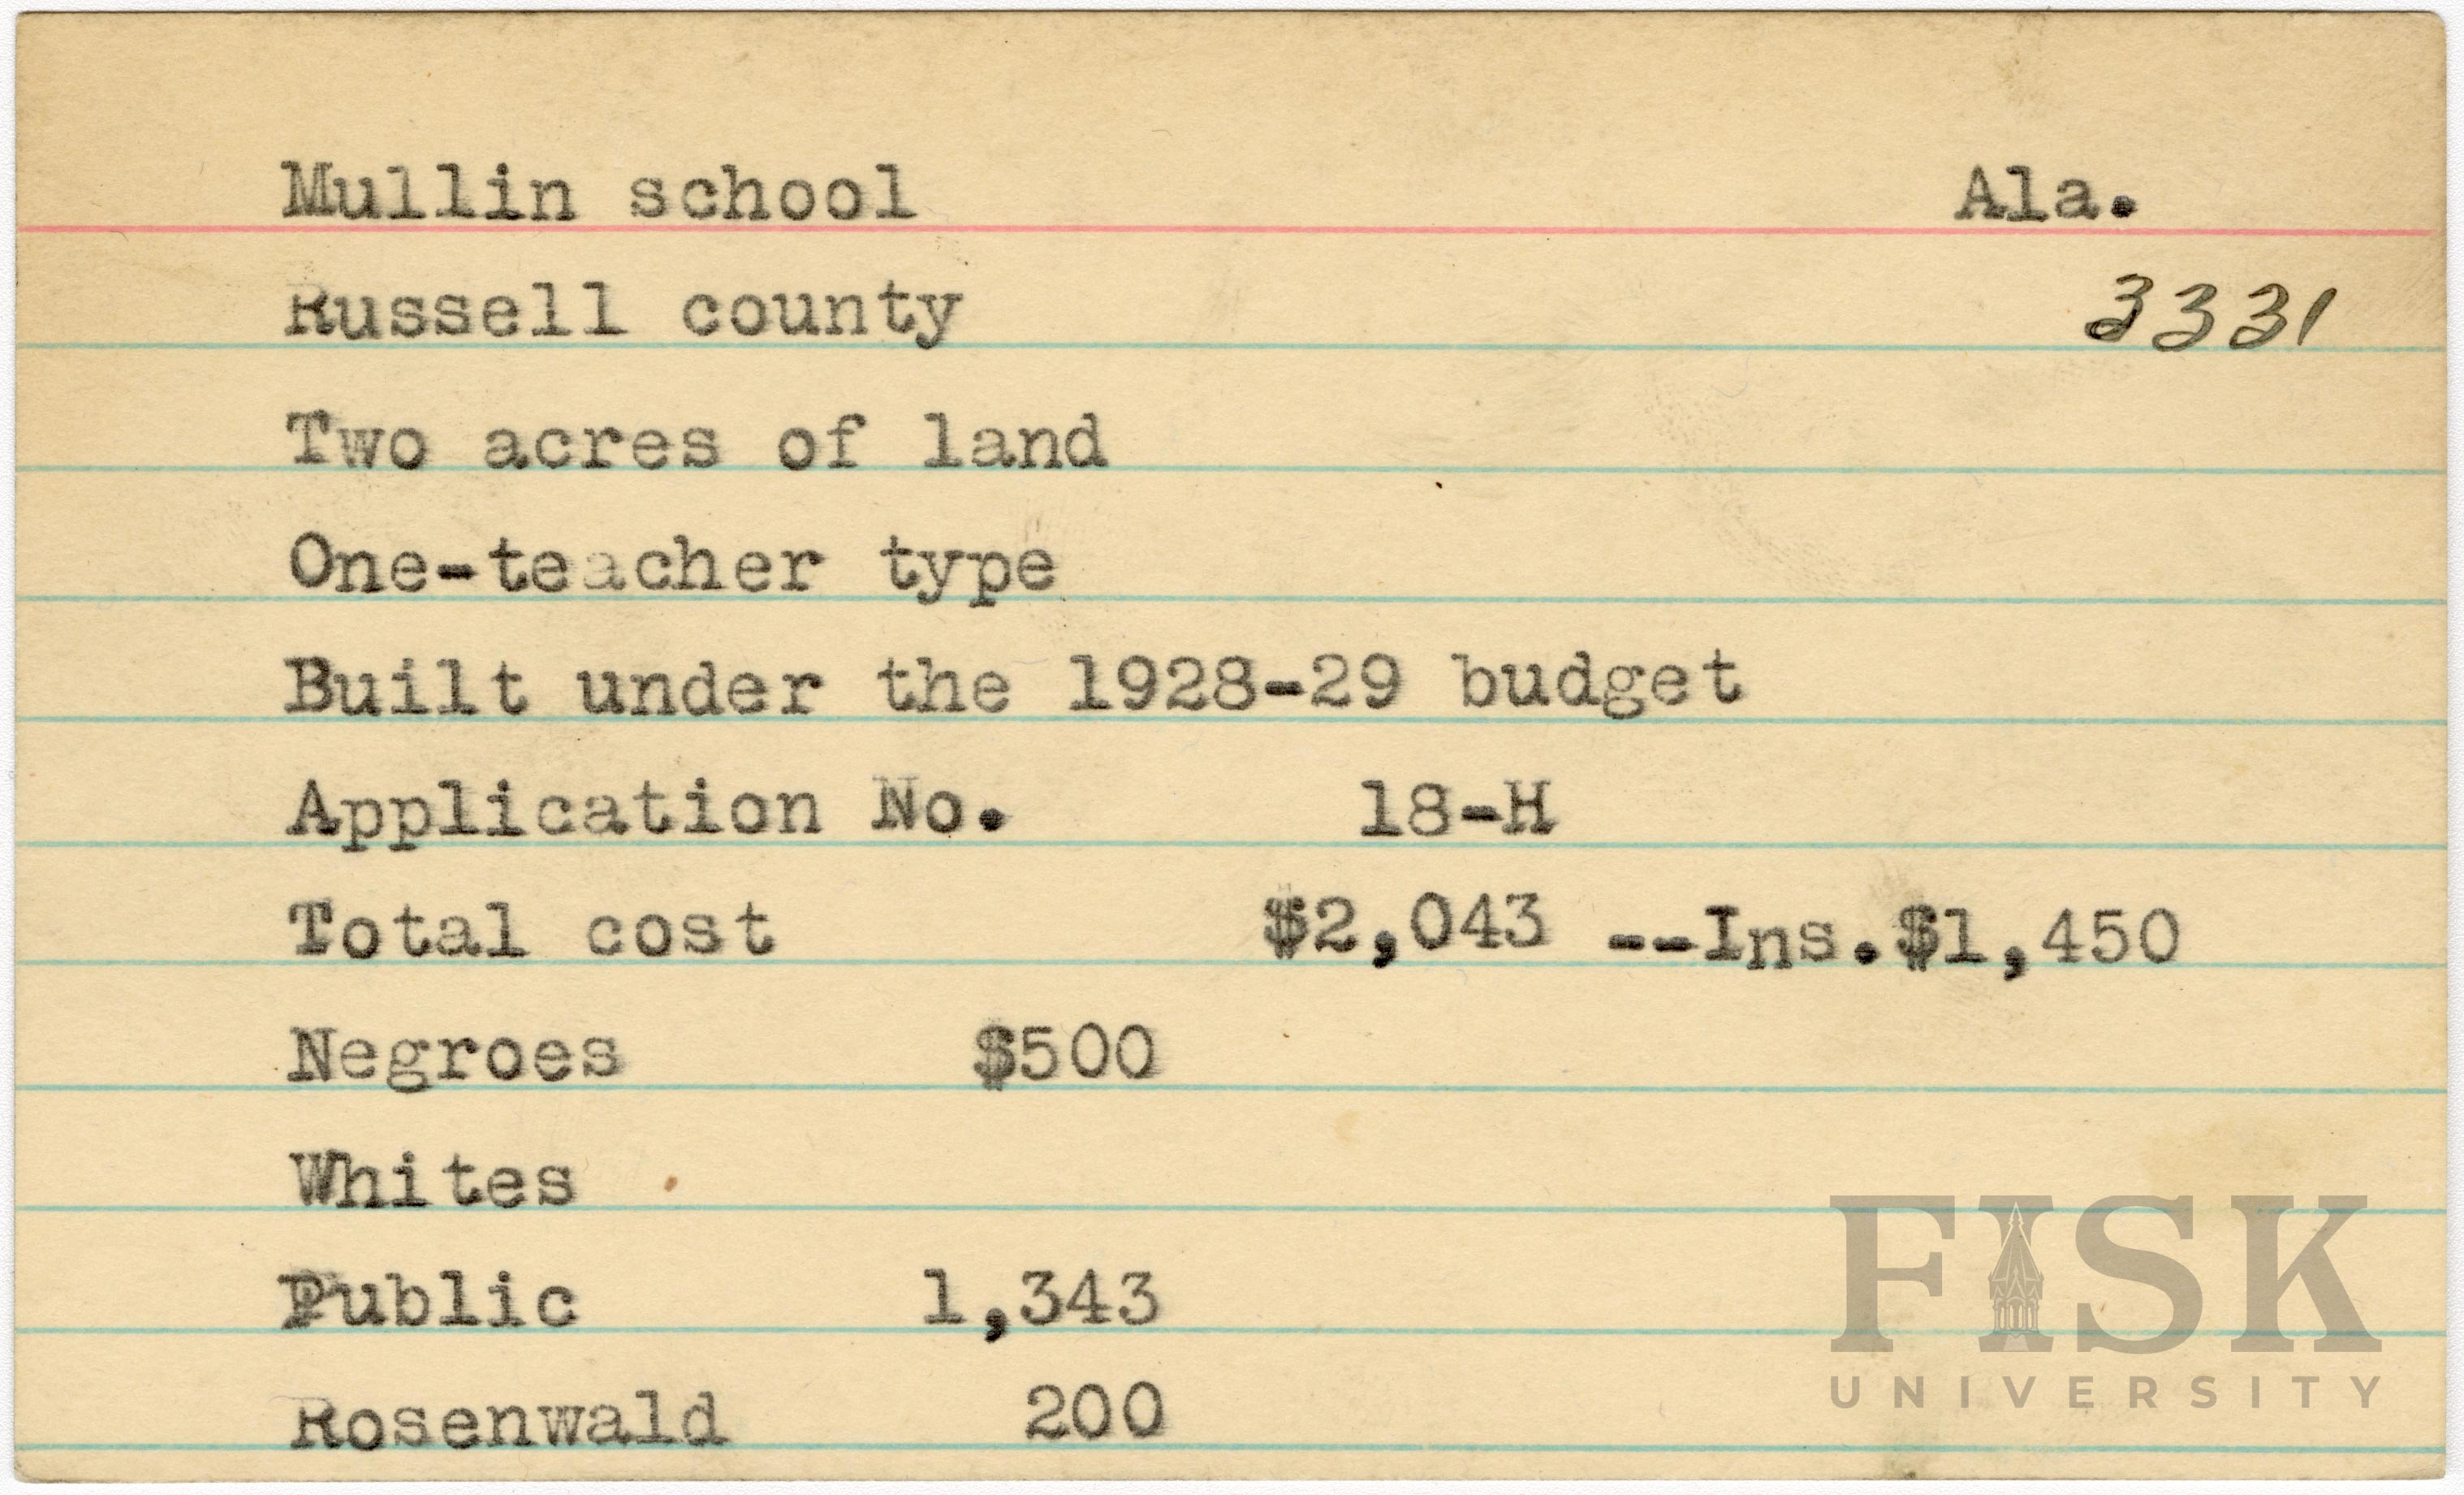 Mullin school Ala.
Russell county 3331
Two acres of land
One-teacher type
Built under the 1928-29 budget
Application No. 18-H
Total cost $2,043 --Ins.$1,450
Negroes $500
Whites
Public 1,343
Rosenwald 200
FISK
UNIVERSITY